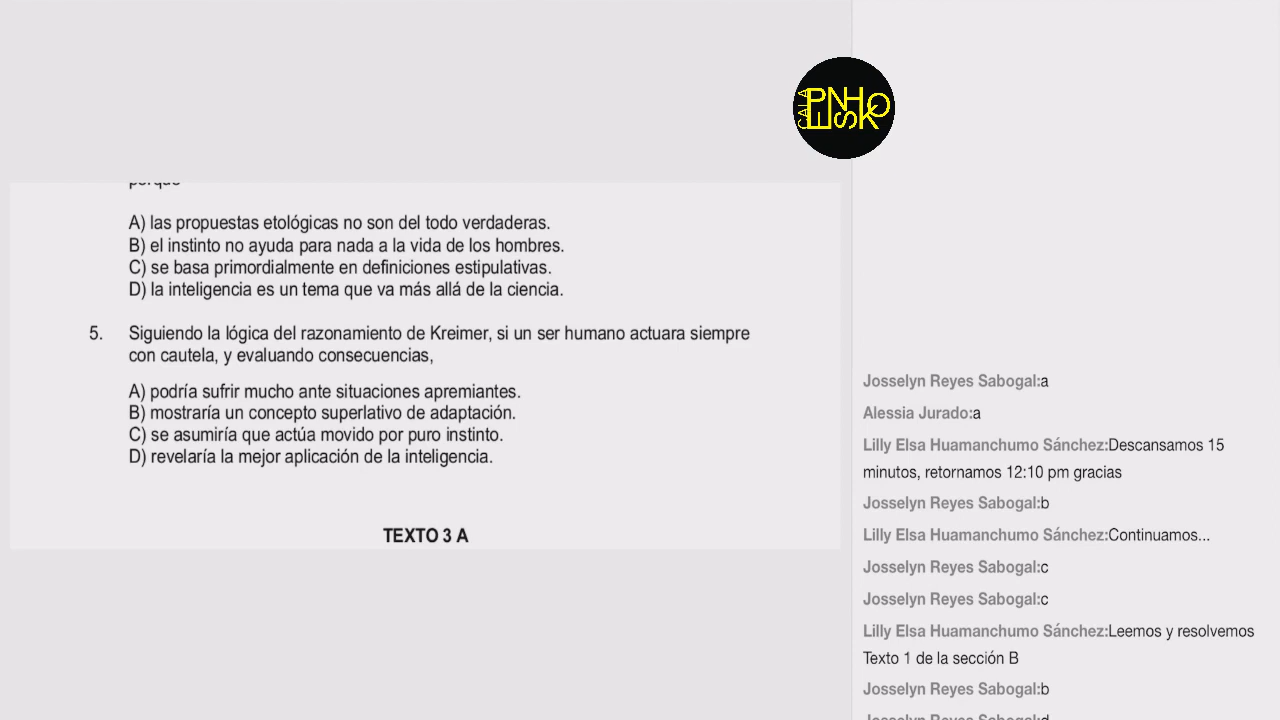 CALA
PENHSKO
porque
A) las propuestas etológicas no son del todo verdaderas.
B) el instinto no ayuda para nada a la vida de los hombres.
C) se basa primordialmente en definiciones estipulativas.
D) la inteligencia es un tema que va más allá de la ciencia.
5. Siguiendo la lógica del razonamiento de Kreimer, si un ser humano actuara siempre
con cautela, y evaluando consecuencias,
A) podría sufrir mucho ante situaciones apremiantes.
B) mostraría un concepto superlativo de adaptación.
C) se asumiría que actúa movido por puro instinto.
D) revelaría la mejor aplicación de la inteligencia.
TEXTO 3 A
Josselyn Reyes Sabogal:a
Alessia Jurado:a
Lilly Elsa Huamanchumo Sánchez:Descansamos 15
minutos, retornamos 12:10 pm gracias
Josselyn Reyes Sabogal:b
Lilly Elsa Huamanchumo Sánchez:Continuamos...
Josselyn Reyes Sabogal:c
Josselyn Reyes Sabogal:c
Lilly Elsa Huamanchumo Sánchez:Leemos y resolvemos
Texto 1 de la sección B
Josselyn Reyes Sabogal:b
Josselyn Reyes Sabogal:d